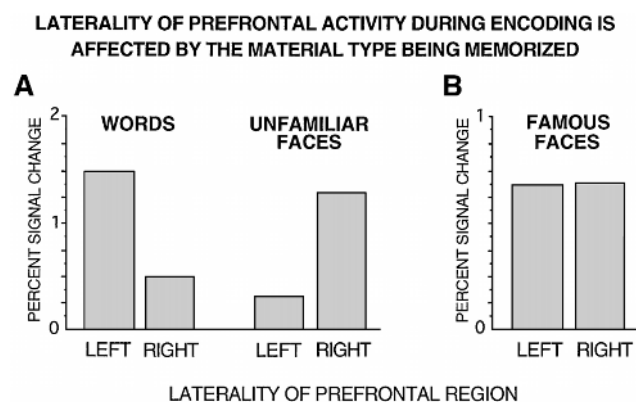 LATERALITY OF PREFRONTAL ACTIVITY DURING ENCODING IS
AFFECTED BY THE MATERIAL TYPE BEING MEMORIZED
A
B
2
1
0
PERCENT SIGNAL CHANGE
WORDS
UNFAMILIAR
FACES
LEFT RIGHT
LEFT RIGHT
1
0
PERCENT SIGNAL CHANGE
FAMOUS
FACES
LEFT RIGHT
LATERALITY OF PREFRONTAL REGION